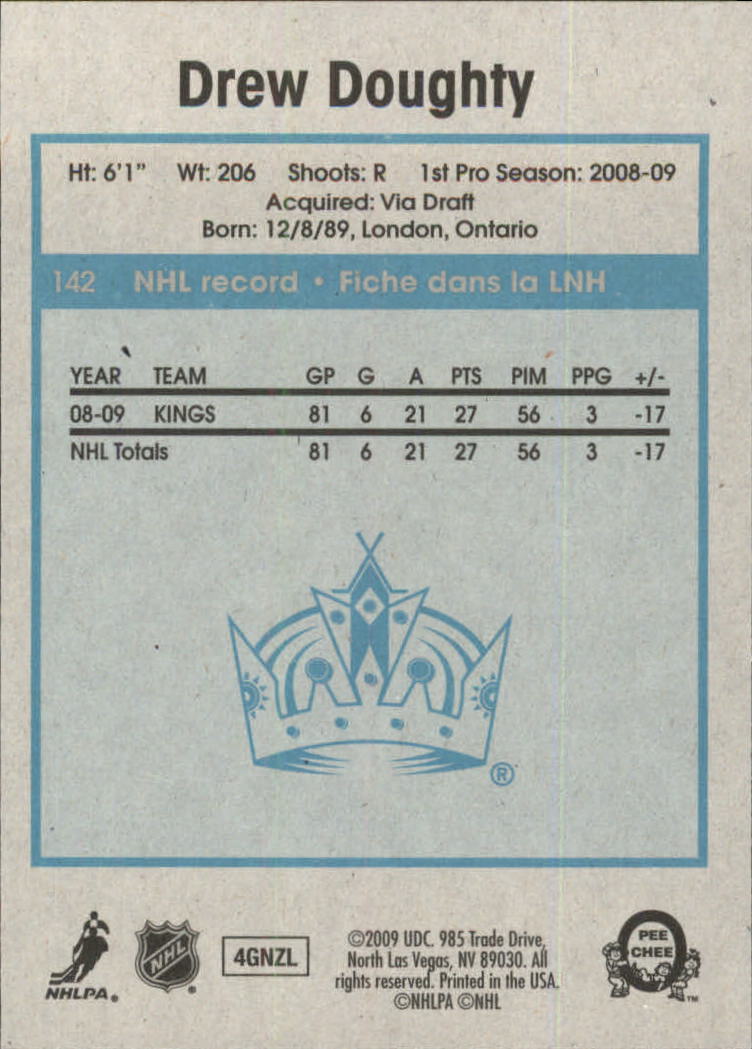 Drew Doughty
Ht: 6'1" Wt: 206 Shoots: R 1st Pro Season: 2008-09
Acquired: Via Draft
Born: 12/8/89, London, Ontario
142 NHL record • Fiche dans la LNH
YEAR TEAM GP G A PTS PIM PPG +/-
08-09 KINGS 81 6 21 27 56 3 -17
NHL Totals 81 6 21 27 56 3 -17
®
NHLPA®
NHL
4GNZL
©2009 UDC. 985 Trade Drive,
North Las Vegas, NV 89030. All
rights reserved. Printed in the USA.
©NHLPA ©NHL
O
PEE
CHEE
TM